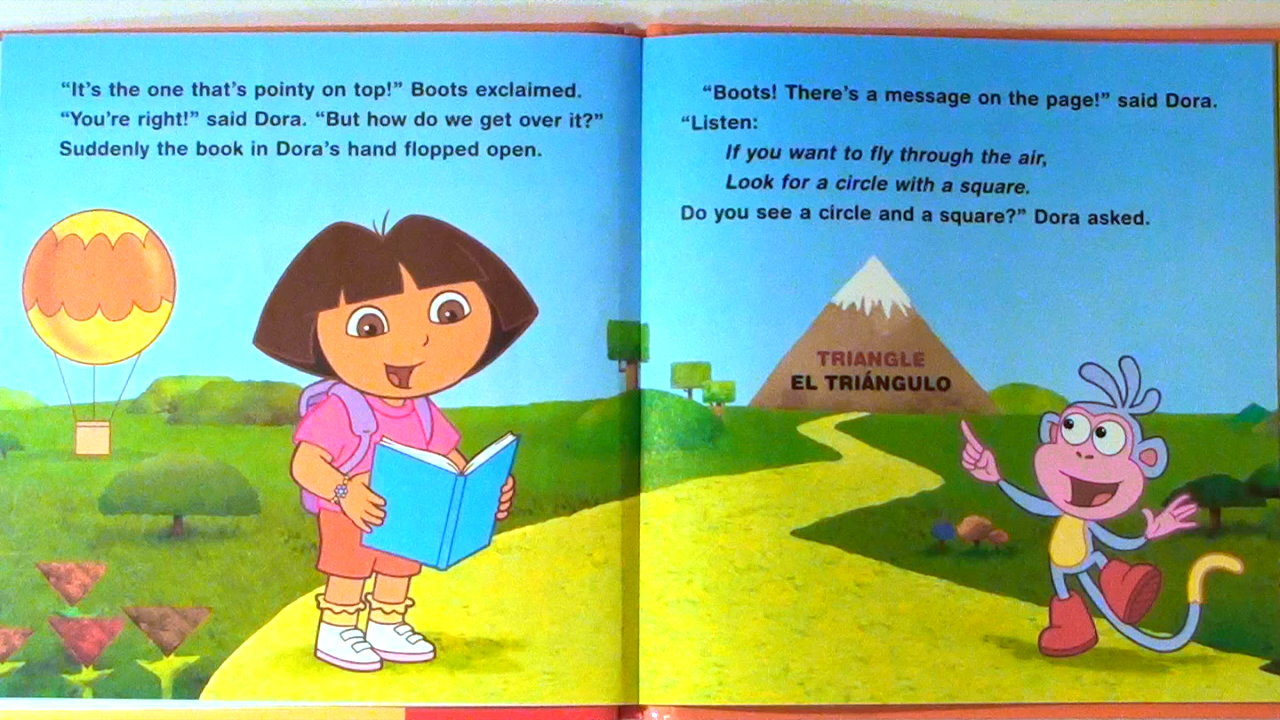 “It’s the one that’s pointy on top!” Boots exclaimed.
“You’re right!” said Dora. “But how do we get over it?”
Suddenly the book in Dora’s hand flopped open.
“Boots! There’s a message on the page!” said Dora.
“Listen:
If you want to fly through the air,
Look for a circle with a square.
Do you see a circle and a square?” Dora asked.
TRIANGLE
EL TRIÁNGULO